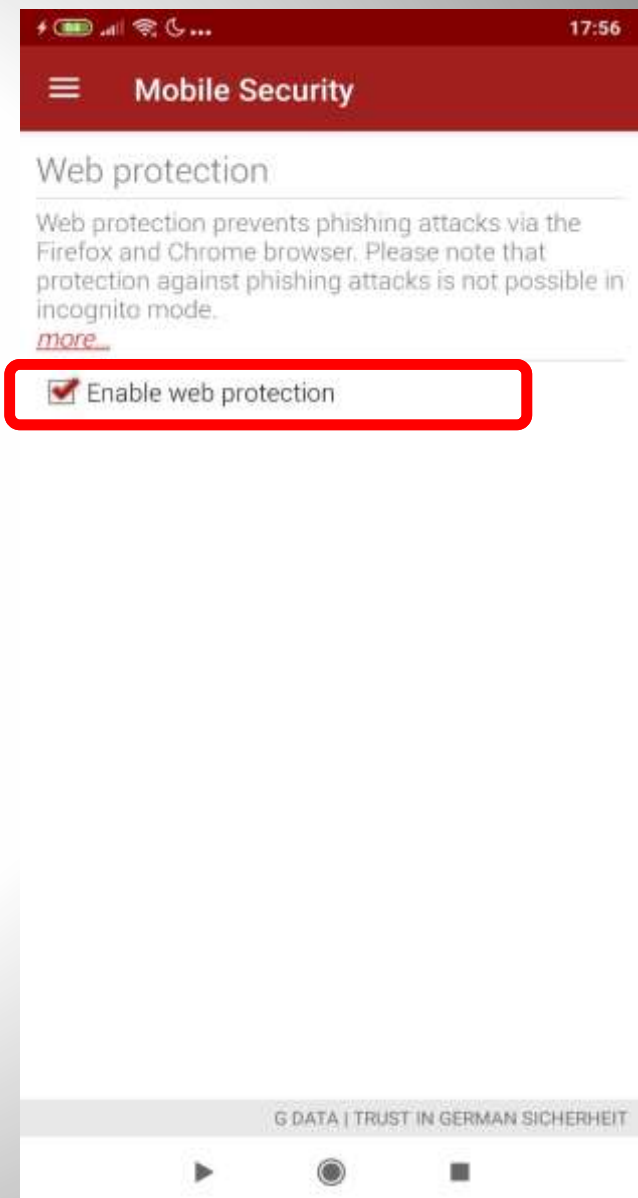 17:56
Mobile Security
Web protection
Web protection prevents phishing attacks via the
Firefox and Chrome browser. Please note that
protection against phishing attacks is not possible in
incognito mode.
more...
Enable web protection
G DATA | TRUST IN GERMAN SICHERHEIT